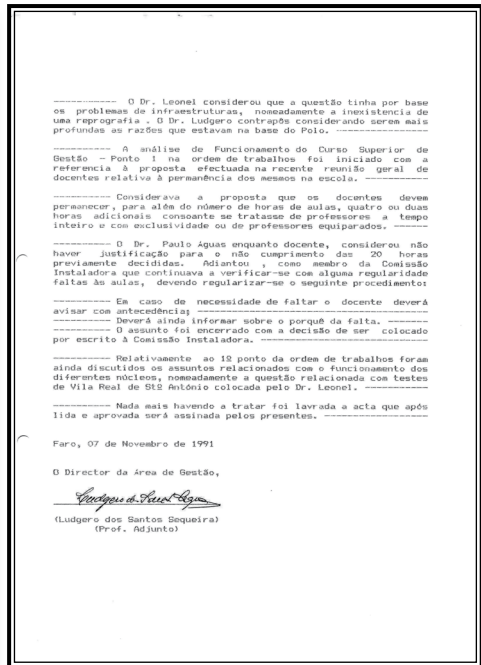 ----------- O Dr. Leonel considerou que a questão tinha por base
os problemas de infraestruturas, nomeadamente a inexistencia de
uma reprografia . O Dr. Ludgero contrapôs considerando serem mais
profundas as razões que estavam na base do Polo. ---------------
---------- A análise de Funcionamento do Curso Superior de
Gestão - Ponto 1 na ordem de trabalhos foi iniciado com a
referencia à proposta efectuada na recente reunião geral de
docentes relativa à permanência dos mesmos na escola. ----------
---------- Considerava a proposta que os docentes devem
permanecer, para além do número de horas de aulas, quatro ou duas
horas adicionais consoante se tratasse de professores a tempo
inteiro e com exclusividade ou de professores equiparados. ------
---------- O Dr. Paulo Aguas enquanto docente, considerou não
haver justificação para o não cumprimento das 20 horas
previamente decididas. Adiantou , como membro da Comissão
Instaladora que continuava a verificar-se com alguma regularidade
faltas às aulas, devendo regularizar-se o seguinte procedimento:
---------- Em caso de necessidade de faltar o docente deverá
avisar com antecedência; ----------------------------------------
---------- Deverá ainda informar sobre o porquê da falta. -------
---------- O assunto foi encerrado com a decisão de ser colocado
por escrito à Comissão Instaladora. -----------------------------
---------- Relativamente ao 1º ponto da ordem de trabalhos foram
ainda discutidos os assuntos relacionados com o funcionamento dos
diferentes núcleos, nomeadamente a questão relacionada com testes
de Vila Real de Stº António colocada pelo Dr. Leonel. -----------
---------- Nada mais havendo a tratar foi lavrada a acta que após
lida e aprovada será assinada pelos presentes. ------------------
Faro, 07 de Novembro de 1991
O Director da Área de Gestão,
(Ludgero dos Santos Sequeira)
(Prof. Adjunto)